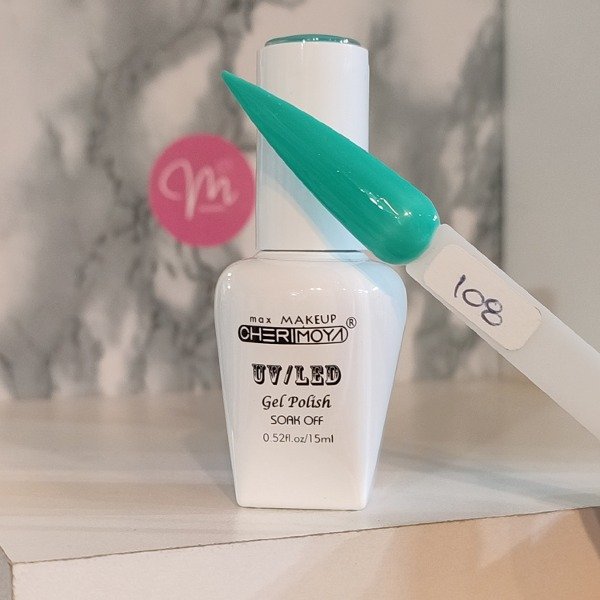 m
108
max MAKEUP
CHERIMOYA®
UV/LED
Gel Polish
SOAK OFF
0.52fl.oz/15ml